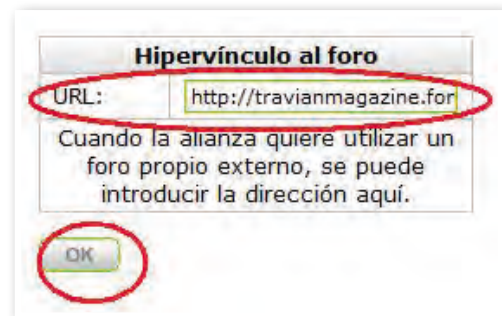 Hipervínculo al foro
URL: http://travianmagazine.for
Cuando la alianza quiere utilizar un
foro propio externo, se puede
introducir la dirección aquí.
OK